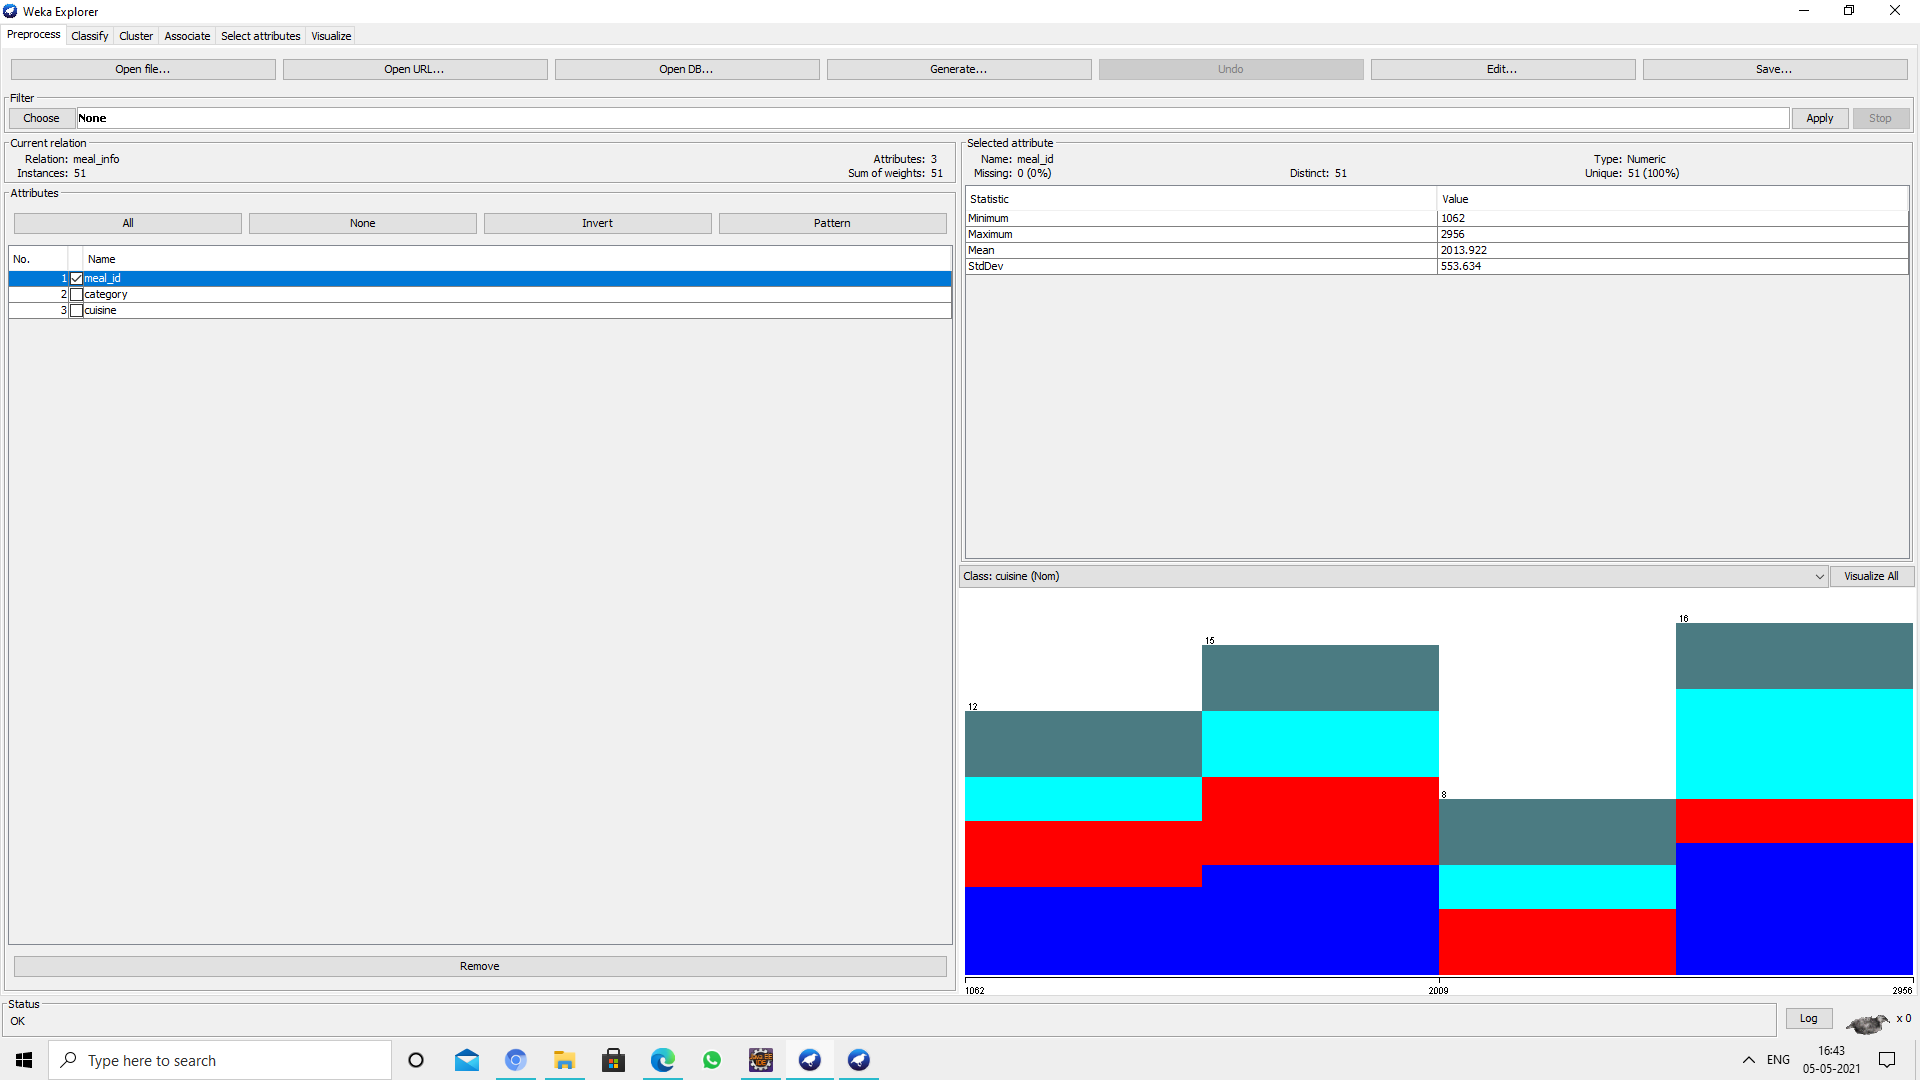 Weka Explorer
Preprocess Classify Cluster Associate Select attributes Visualize
Open file... Open URL... Open DB... Generate... Undo Edit... Save...
Filter
Choose None Apply Stop
Current relation
Relation: meal_info Attributes: 3
Instances: 51 Sum of weights: 51
Attributes
All None Invert Pattern
No. Name
1 meal_id
2 category
3 cuisine
Remove
Selected attribute
Name: meal_id Type: Numeric
Missing: 0 (0%) Distinct: 51 Unique: 51 (100%)
Statistic Value
Minimum 1062
Maximum 2956
Mean 2013.922
StdDev 553.634
Class: cuisine (Nom) Visualize All
16
15
12
8
1062 2009 2956
Status
OK
Log x 0
Type here to search
ENG
16:43
05-05-2021